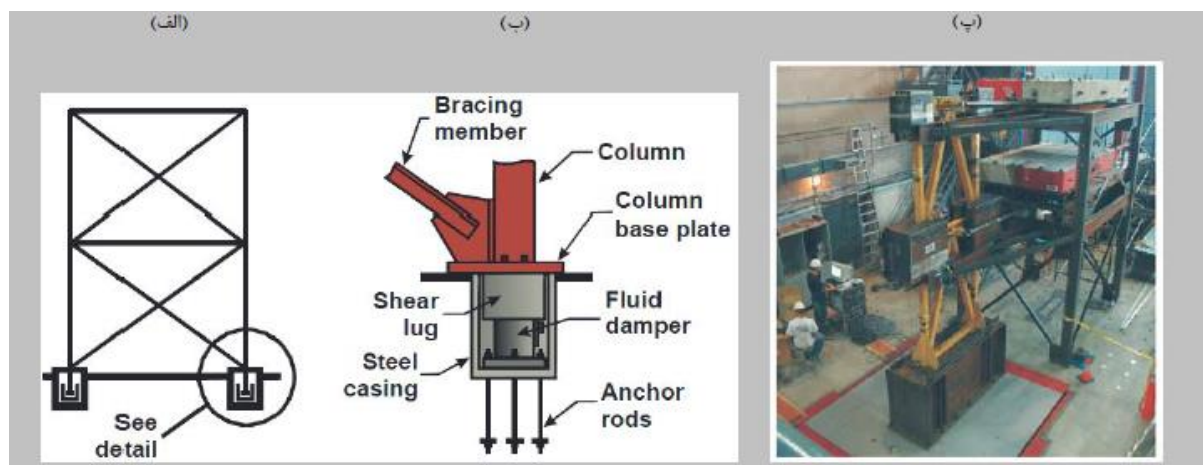 (الف)
(ب)
(پ)
See
detail
Bracing
member
Column
Column
base plate
Shear
lug
Fluid
damper
Steel
casing
Anchor
rods